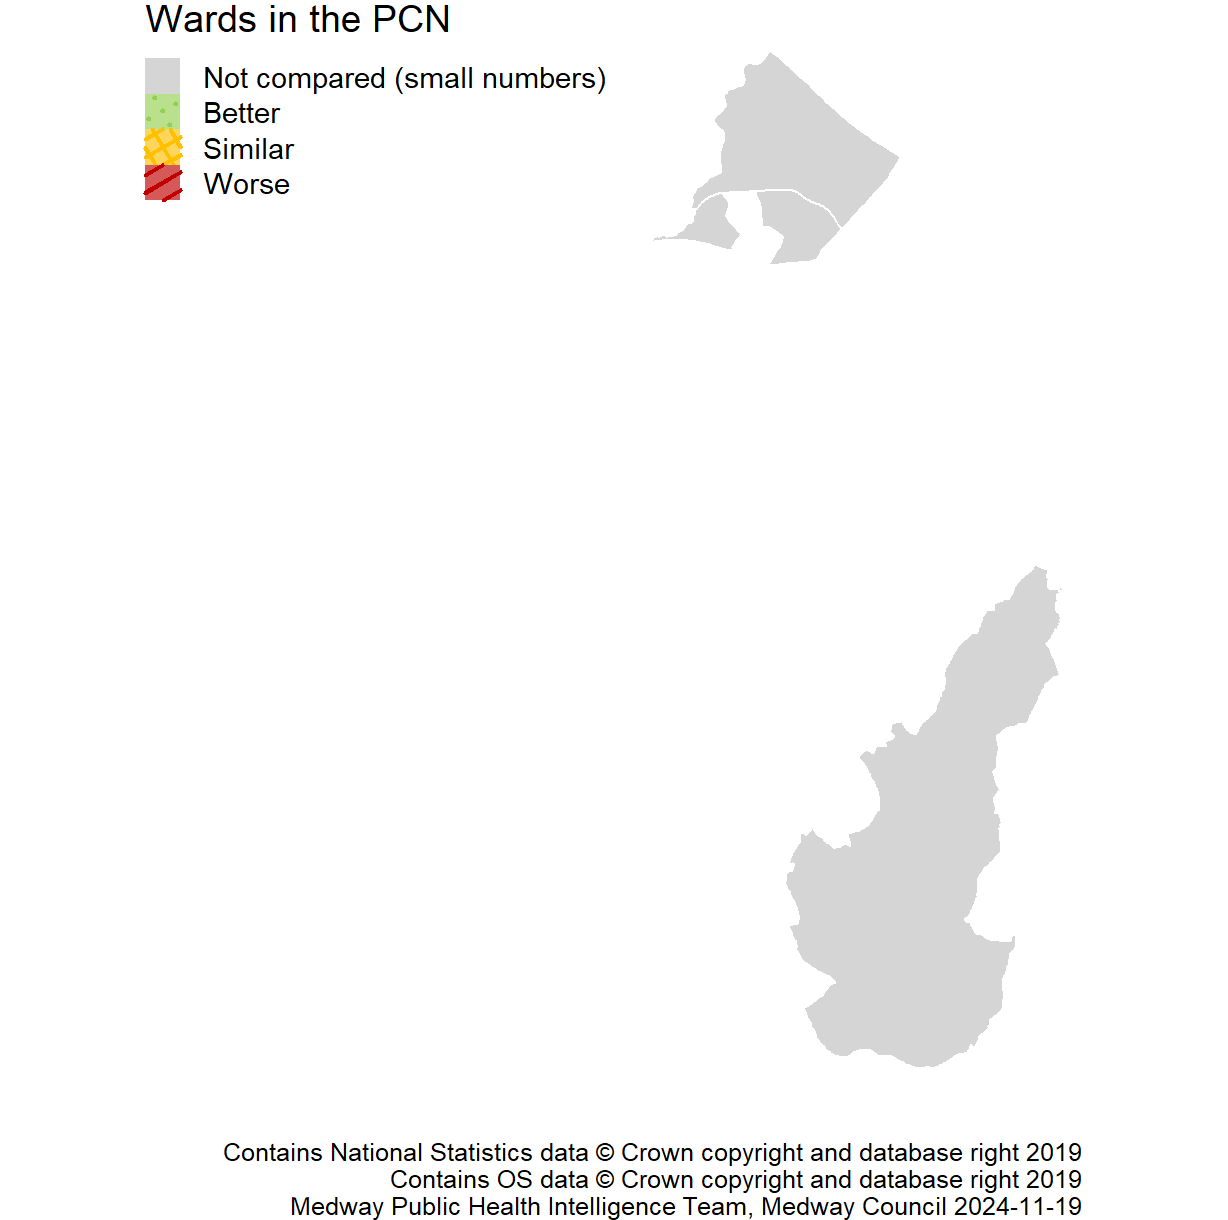 Wards in the PCN
Not compared (small numbers)
Better
Similar
Worse
Contains National Statistics data © Crown copyright and database right 2019
Contains OS data © Crown copyright and database right 2019
Medway Public Health Intelligence Team, Medway Council 2024-11-19